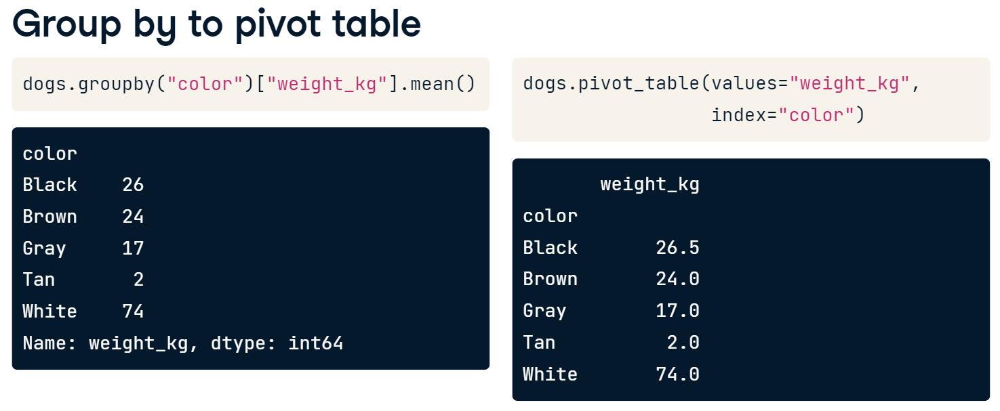 Group by to pivot table
dogs.groupby("color")["weight_kg"].mean()
color
Black    26
Brown    24
Gray     17
Tan       2
White    74
Name: weight_kg, dtype: int64
dogs.pivot_table(values="weight_kg",
                 index="color")
       weight_kg
color
Black       26.5
Brown       24.0
Gray        17.0
Tan          2.0
White       74.0